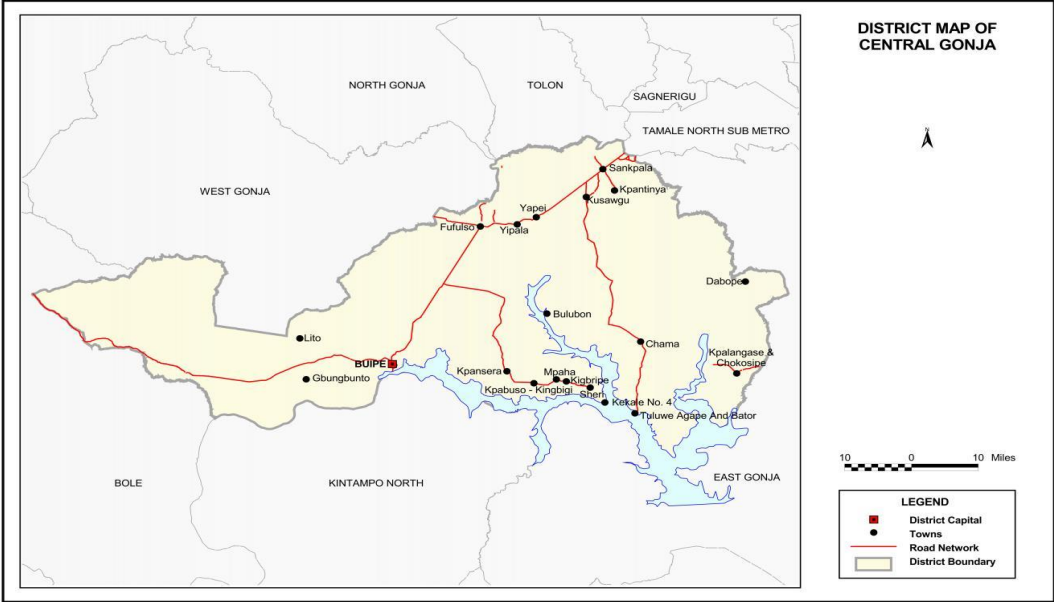 DISTRICT MAP OF
CENTRAL GONJA
N
NORTH GONJA
TOLON
SAGNERIGU
TAMALE NORTH SUB METRO
WEST GONJA
Sankpala
Kpantinya
Kusawgu
Yapei
Fufulso
Yipala
Dabope
Bulubon
Lito
Chama
Kpalangase &
Chokosipe
BUIPE
Gbungbunto
Kpansera
Mpaha
Kigbripe
Kpabuso - Kingbigi
Sheri
Kekale No. 4
Tuluwe Agape And Bator
BOLE
KINTAMPO NORTH
EAST GONJA
10 0 10 Miles
LEGEND
District Capital
Towns
Road Network
District Boundary